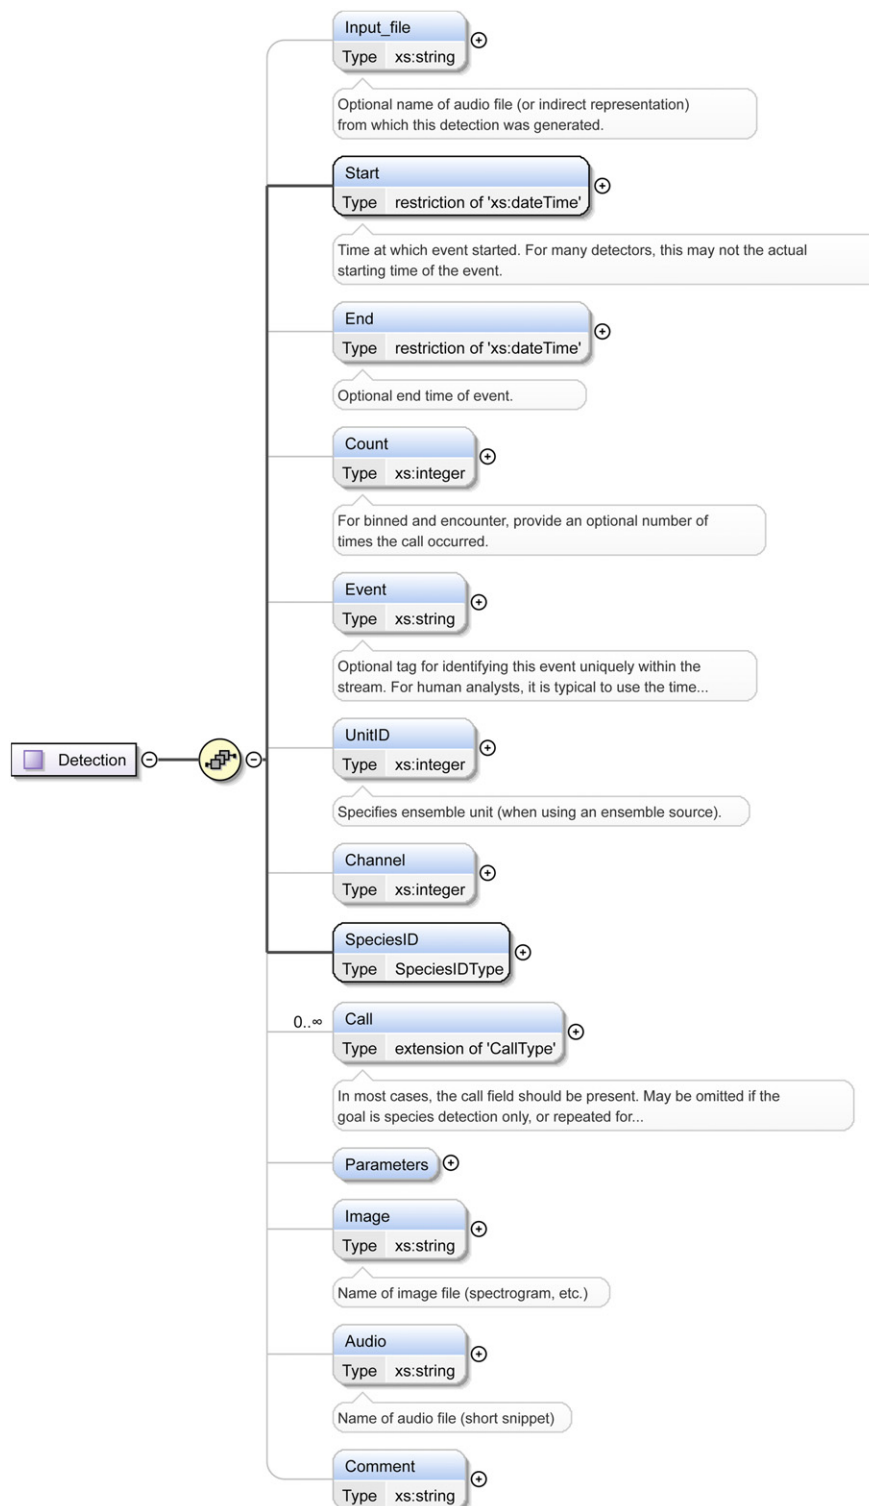 Input_file
Type xs:string
Optional name of audio file (or indirect representation)
from which this detection was generated.
Start
Type restriction of 'xs:dateTime'
Time at which event started. For many detectors, this may not the actual
starting time of the event.
End
Type restriction of 'xs:dateTime'
Optional end time of event.
Count
Type xs:integer
For binned and encounter, provide an optional number of
times the call occurred.
Event
Type xs:string
Optional tag for identifying this event uniquely within the
stream. For human analysts, it is typical to use the time...
UnitID
Type xs:integer
Detection
Specifies ensemble unit (when using an ensemble source).
Channel
Type xs:integer
SpeciesID
Type SpeciesIDType
0..∞ Call
Type extension of 'CallType'
In most cases, the call field should be present. May be omitted if the
goal is species detection only, or repeated for...
Parameters
Image
Type xs:string
Name of image file (spectrogram, etc.)
Audio
Type xs:string
Name of audio file (short snippet)
Comment
Type xs:string